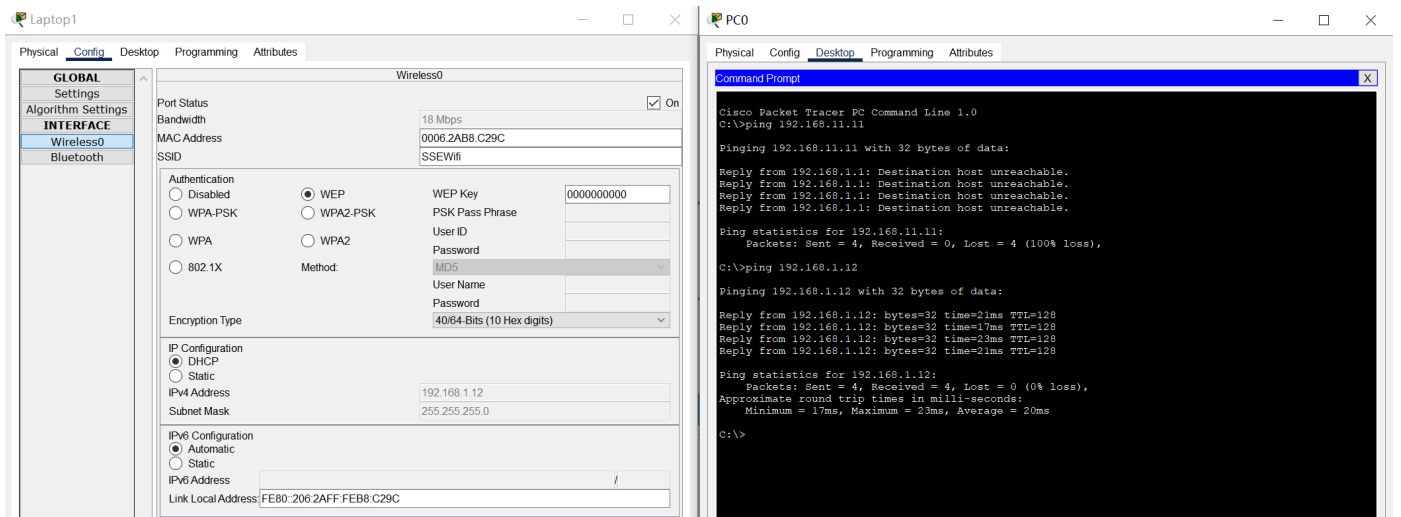 Laptop1
Physical Config Desktop Programming Attributes
GLOBAL
Settings
Algorithm Settings
INTERFACE
Wireless0
Bluetooth
Wireless0
Port Status On
Bandwidth 18 Mbps
MAC Address 0006.2AB8.C29C
SSID SSEWifi
Authentication
Disabled WEP WEP Key 0000000000
WPA-PSK WPA2-PSK PSK Pass Phrase
User ID
WPA WPA2
Password
802.1X Method: MD5
User Name
Password
Encryption Type 40/64-Bits (10 Hex digits)
IP Configuration
DHCP
Static
IPv4 Address 192.168.1.12
Subnet Mask 255.255.255.0
IPv6 Configuration
Automatic
Static
IPv6 Address /
Link Local Address: FE80::206:2AFF:FEB8:C29C
PC0
Physical Config Desktop Programming Attributes
Command Prompt X
Cisco Packet Tracer PC Command Line 1.0
C:\>ping 192.168.11.11
Pinging 192.168.11.11 with 32 bytes of data:
Reply from 192.168.1.1: Destination host unreachable.
Reply from 192.168.1.1: Destination host unreachable.
Reply from 192.168.1.1: Destination host unreachable.
Reply from 192.168.1.1: Destination host unreachable.
Ping statistics for 192.168.11.11:
Packets: Sent = 4, Received = 0, Lost = 4 (100% loss),
C:\>ping 192.168.1.12
Pinging 192.168.1.12 with 32 bytes of data:
Reply from 192.168.1.12: bytes=32 time=21ms TTL=128
Reply from 192.168.1.12: bytes=32 time=17ms TTL=128
Reply from 192.168.1.12: bytes=32 time=23ms TTL=128
Reply from 192.168.1.12: bytes=32 time=21ms TTL=128
Ping statistics for 192.168.1.12:
Packets: Sent = 4, Received = 4, Lost = 0 (0% loss),
Approximate round trip times in milli-seconds:
Minimum = 17ms, Maximum = 23ms, Average = 20ms
C:\>